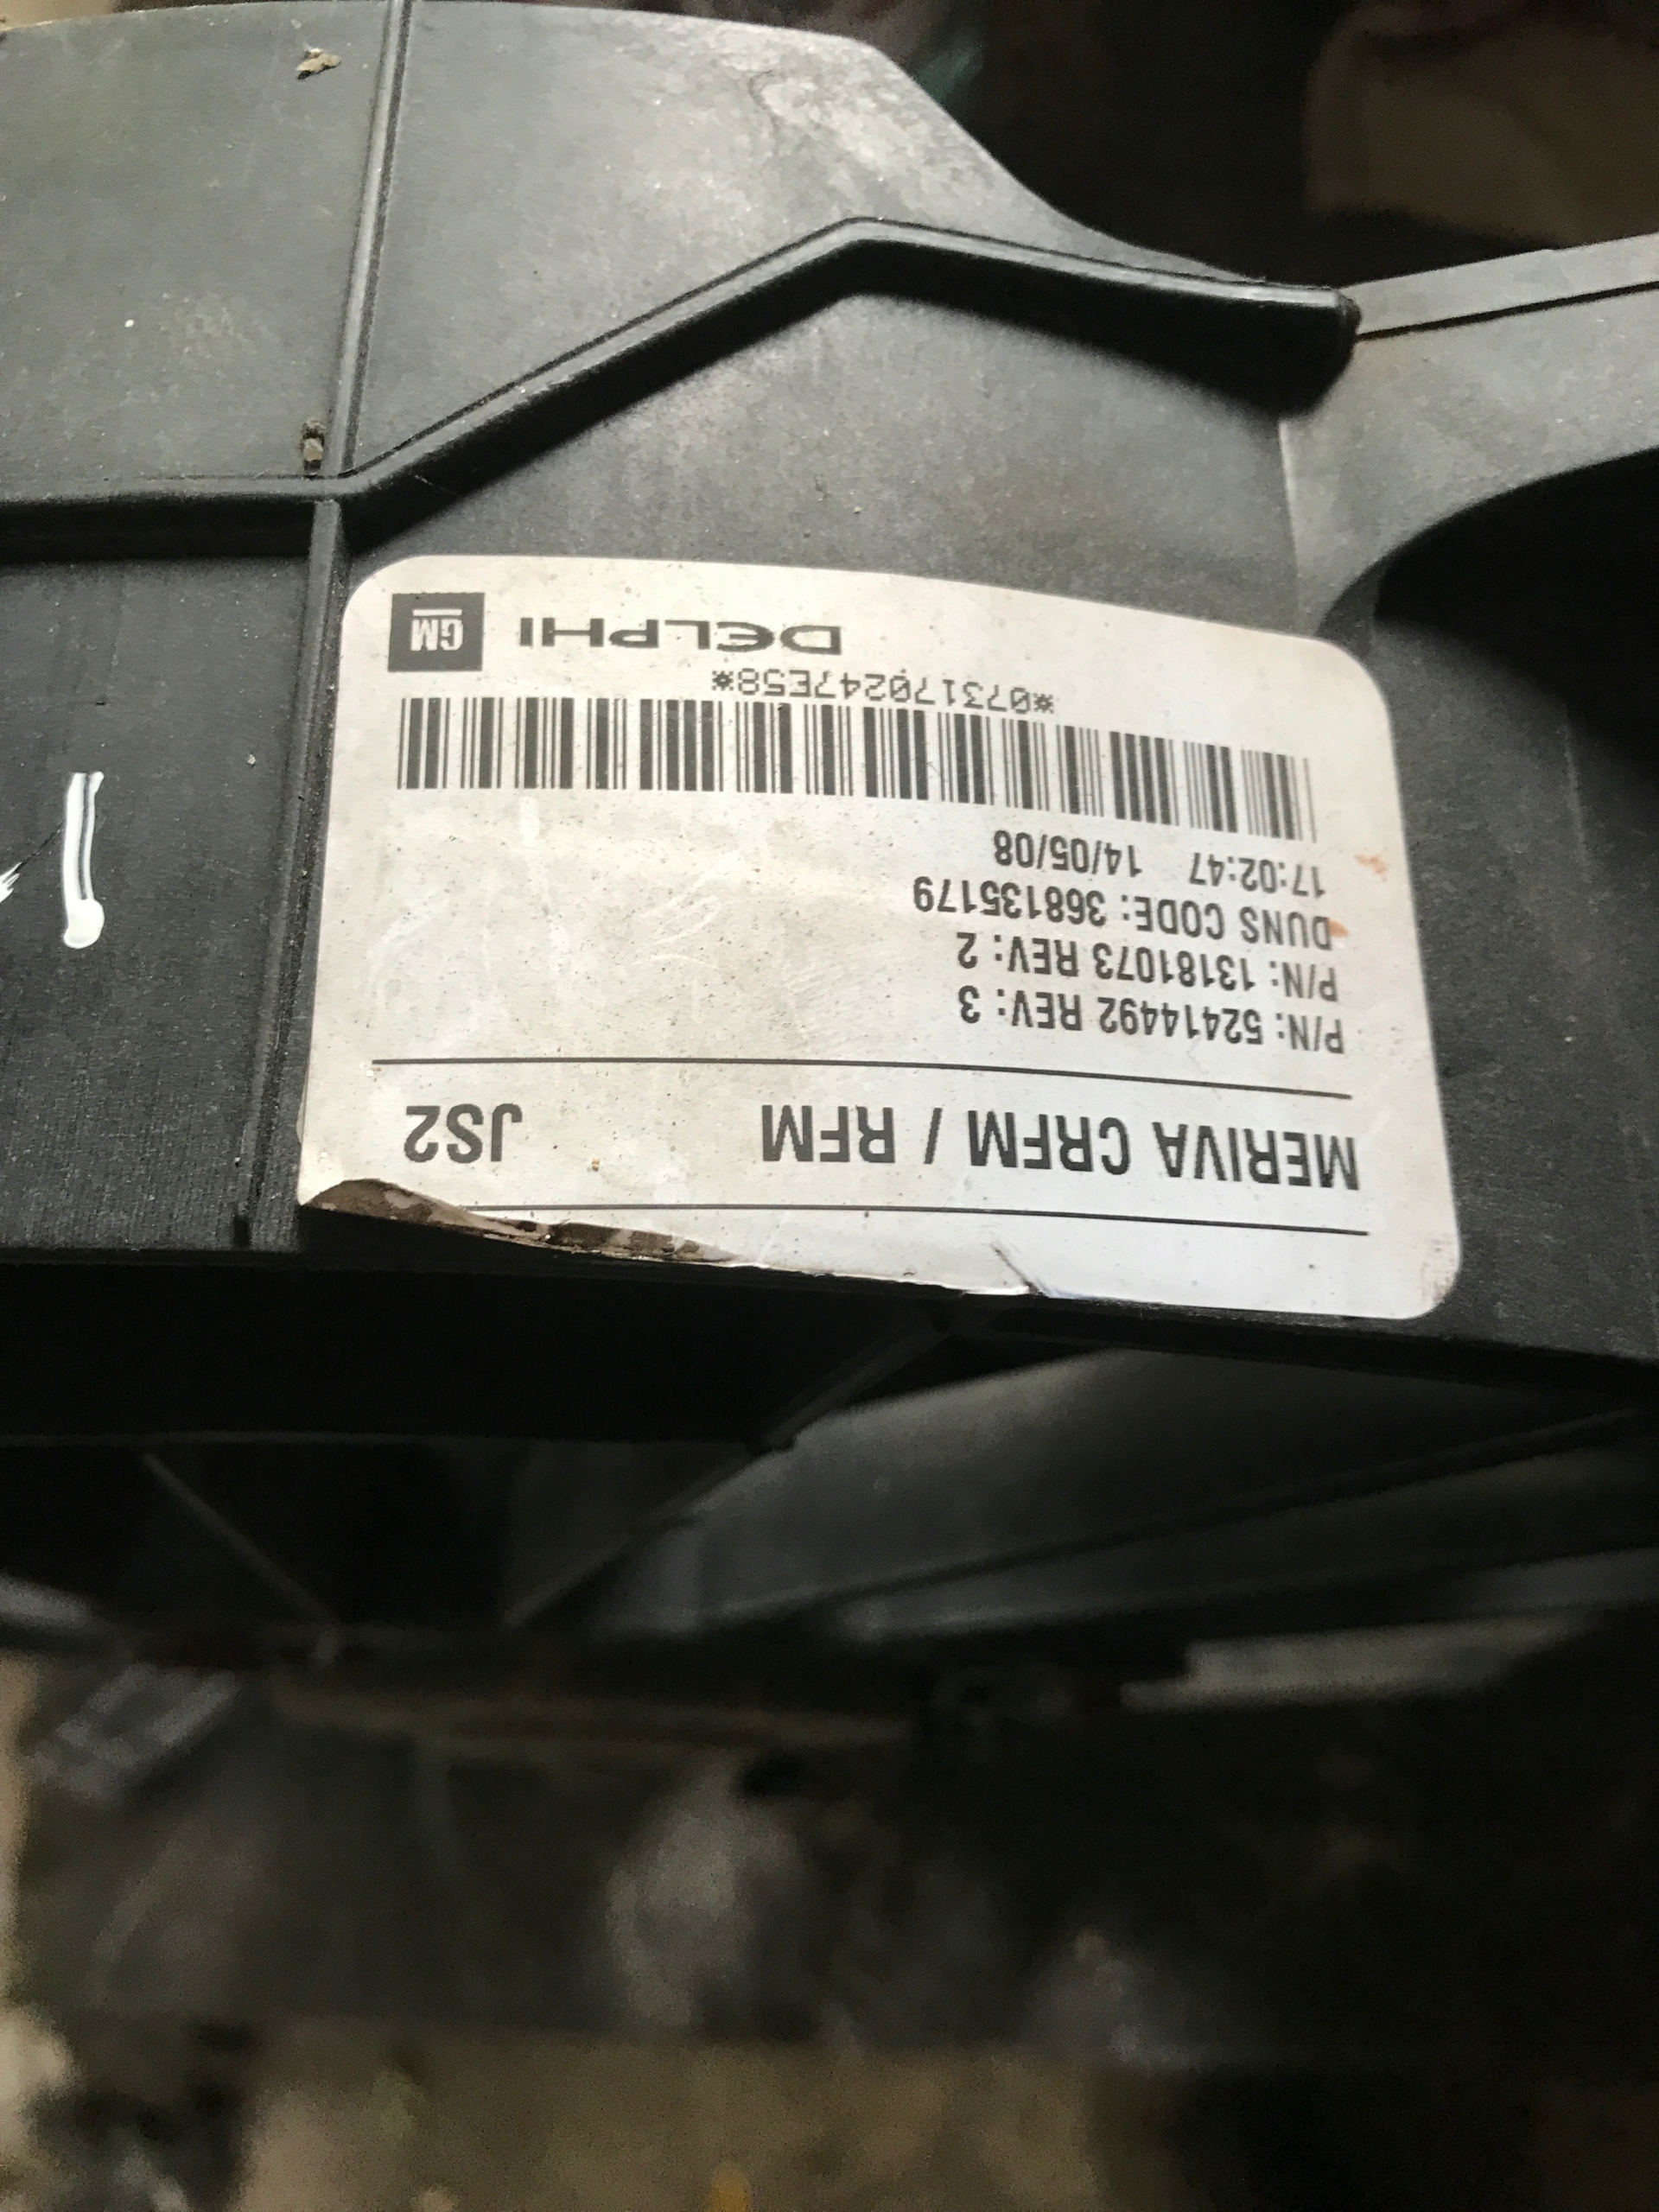 MERIVA CRFM / RFM JS2
P/N: 52414492 REV: 3
P/N: 13181073 REV: 2
DUNS CODE: 368135179
17:02:47 14/05/08
*073170247E58*
DELPHI GM